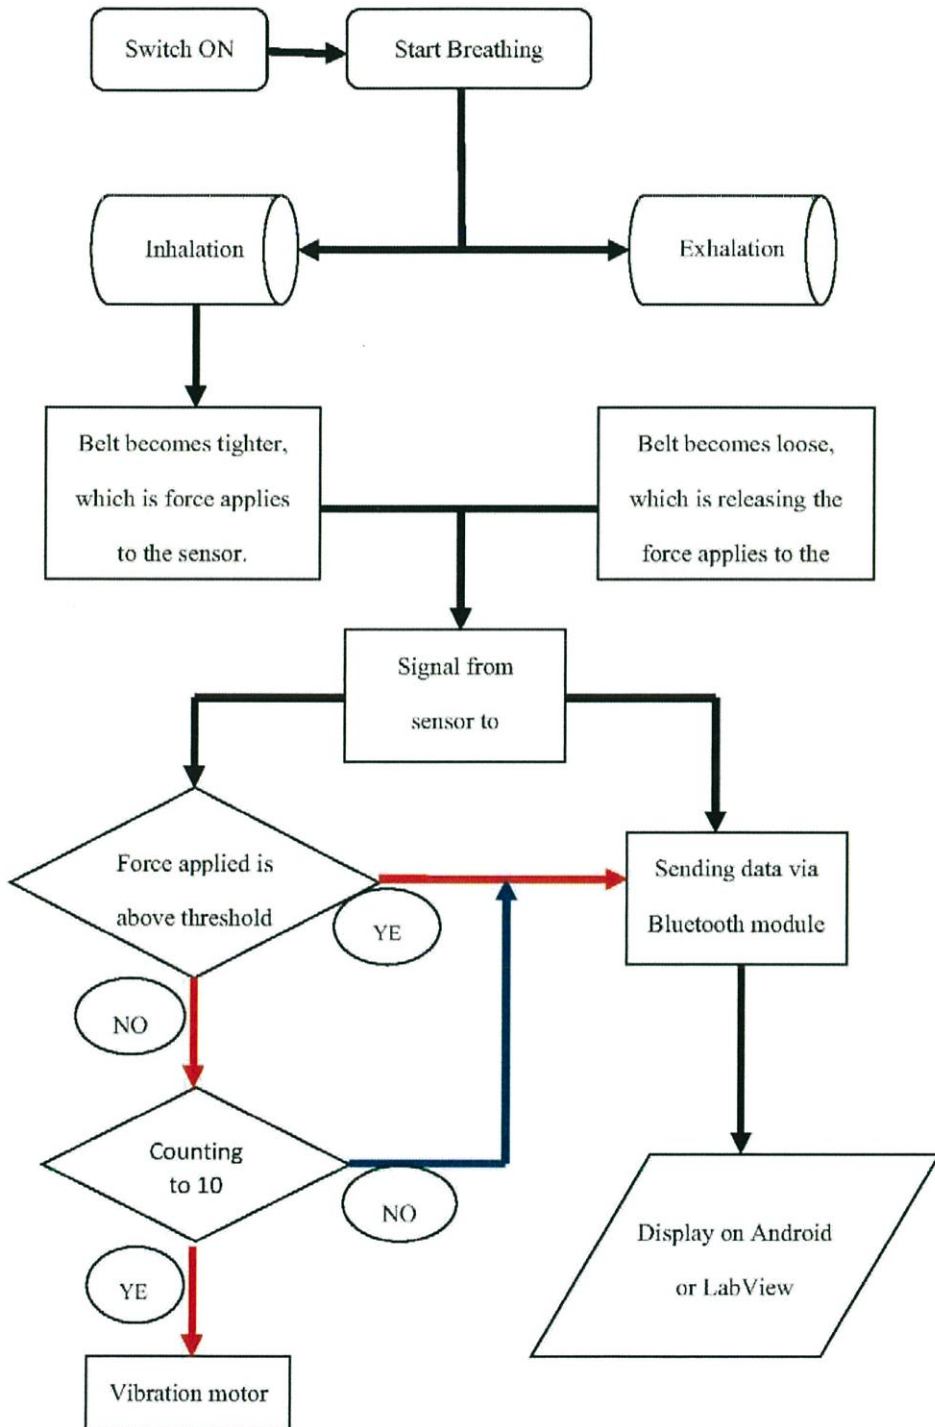 Switch ON
Start Breathing
Inhalation
Exhalation
Belt becomes tighter,
which is force applies
to the sensor.
Belt becomes loose,
which is releasing the
force applies to the
Signal from
sensor to
Force applied is
above threshold
YE
Sending data via
Bluetooth module
NO
Counting
to 10
NO
YE
Display on Android
or LabView
Vibration motor